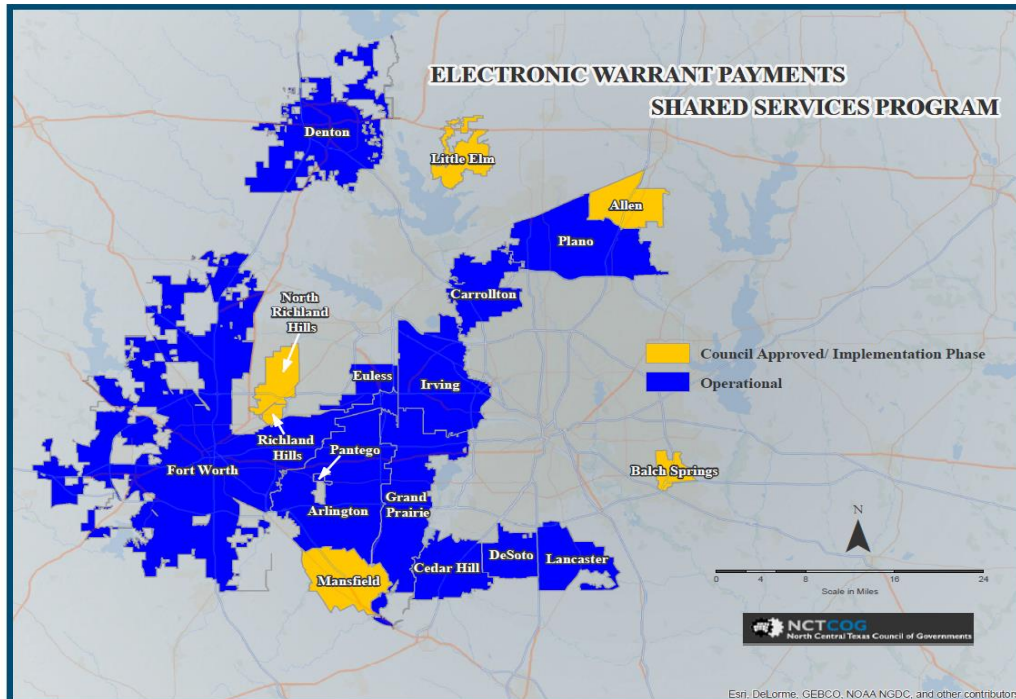 ELECTRONIC WARRANT PAYMENTS
SHARED SERVICES PROGRAM
Denton
Little Elm
Allen
Plano
Carrollton
North
Richland
Hills
Council Approved/ Implementation Phase
Operational
Euless
Irving
Richland
Hills
Pantego
Fort Worth
Balch Springs
Grand
Prairie
Arlington
Mansfield
Cedar Hill
DeSoto
Lancaster
N
0 4 8 16 24
Scale in Miles
NCTCOG
North Central Texas Council of Governments
Esri, DeLorme, GEBCO, NOAA NGDC, and other contributors